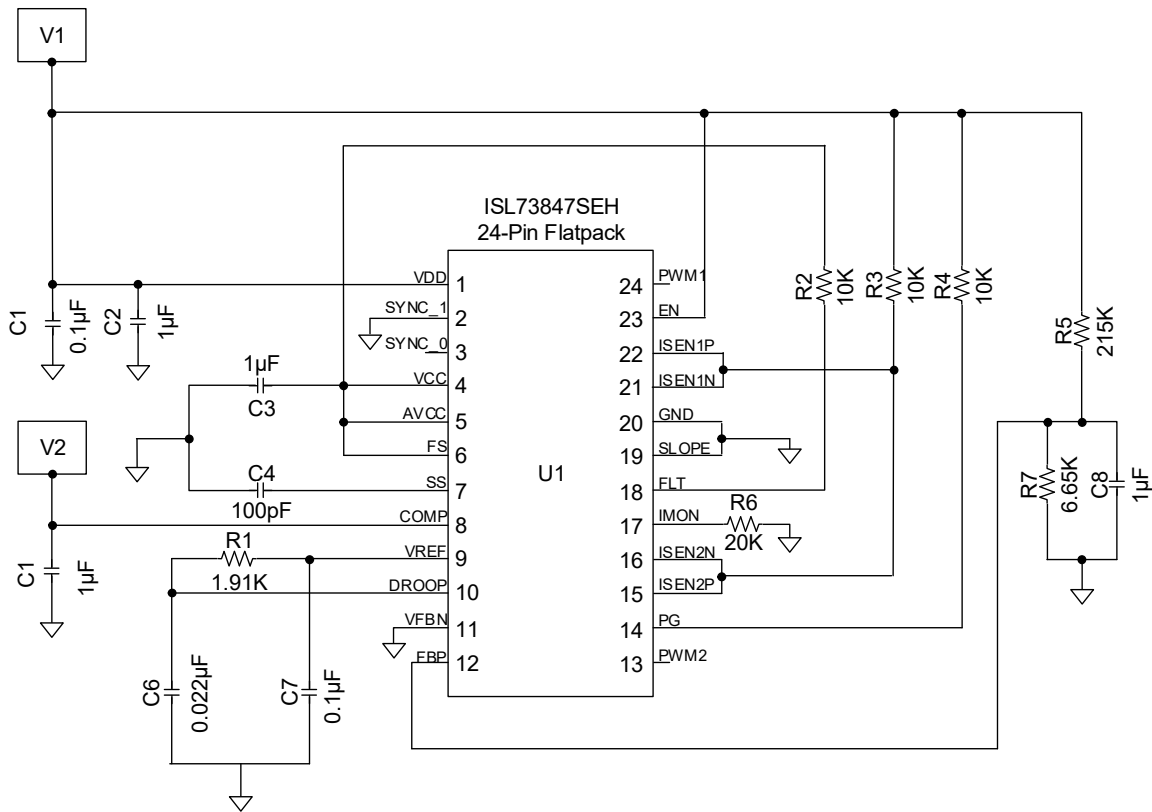 V1
ISL73847SEH
24-Pin Flatpack
VDD
1
SYNC_1
2
SYNC_0
3
VCC
4
AVCC
5
FS
6
SS
7
COMP
8
VREF
9
DROOP
10
VFBN
11
FBP
12
U1
24
PWM1
23
EN
22
ISEN1P
21
ISEN1N
20
GND
19
SLOPE
18
FLT
17
IMON
16
ISEN2N
15
ISEN2P
14
PG
13
PWM2
C1
0.1µF
C2
1µF
1µF
C3
V2
C4
100pF
C1
1µF
R1
1.91K
C6
0.022µF
C7
0.1µF
R2
10K
R3
10K
R4
10K
R5
215K
R6
20K
R7
6.65K
C8
1µF